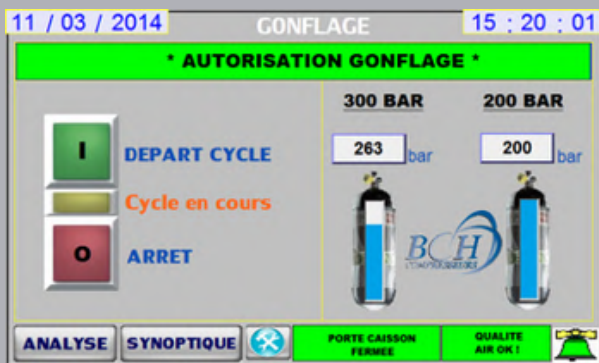 11 / 03 / 2014 GONFLAGE 15 : 20 : 01
* AUTORISATION GONFLAGE *
300 BAR 200 BAR
263 bar 200 bar
I DEPART CYCLE
Cycle en cours
O ARRET
BCH
ANALYSE SYNOPTIQUE PORTE CAISSON FERMEE QUALITE AIR OK !